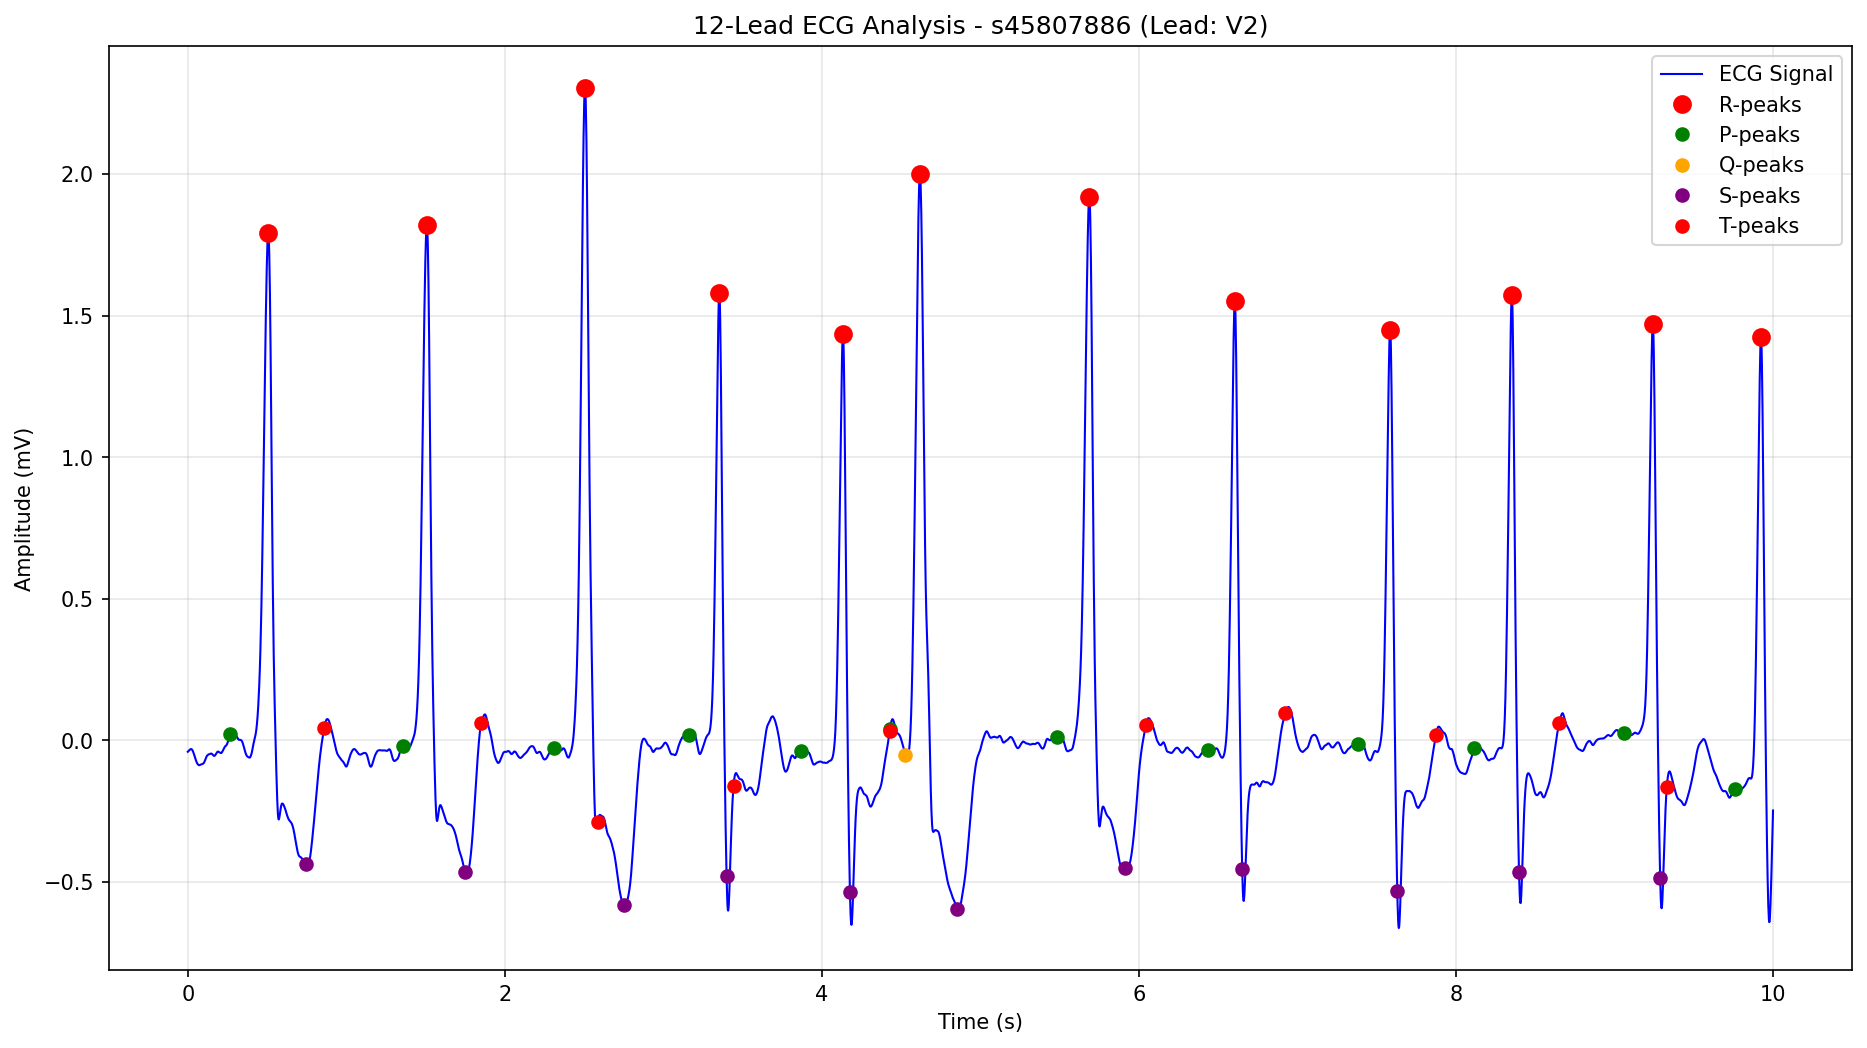 12-Lead ECG Analysis - s45807886 (Lead: V2)
ECG Signal
R-peaks
P-peaks
Q-peaks
S-peaks
T-peaks
Amplitude (mV)
2.0
1.5
1.0
0.5
0.0
−0.5
0 2 4 6 8 10
Time (s)